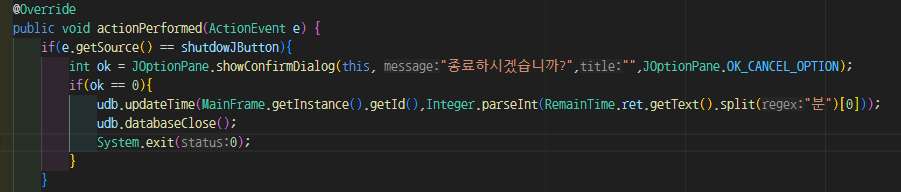 @Override
public void actionPerformed(ActionEvent e) {
if(e.getSource() == shutdowJButton){
int ok = JOptionPane.showConfirmDialog(this, message:"종료하시겠습니까?",title:"",JOptionPane.OK_CANCEL_OPTION);
if(ok == 0){
udb.updateTime(MainFrame.getInstance().getId(),Integer.parseInt(RemainTime.ret.getText().split(regex:"분")[0]));
udb.databaseClose();
System.exit(status:0);
}
}